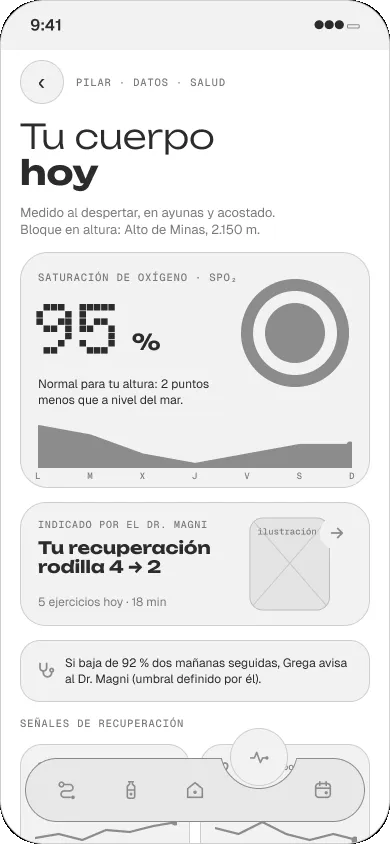 9:41
‹
PILAR · DATOS · SALUD
Tu cuerpo
hoy
Medido al despertar, en ayunas y acostado.
Bloque en altura: Alto de Minas, 2.150 m.
SATURACIÓN DE OXÍGENO · SPO₂
95 %
Normal para tu altura: 2 puntos
menos que a nivel del mar.
L M X J V S D
INDICADO POR EL DR. MAGNI
Tu recuperación
rodilla 4 → 2
ilustración
→
5 ejercicios hoy · 18 min
Si baja de 92 % dos mañanas seguidas, Grega avisa
al Dr. Magni (umbral definido por él).
SEÑALES DE RECUPERACIÓN